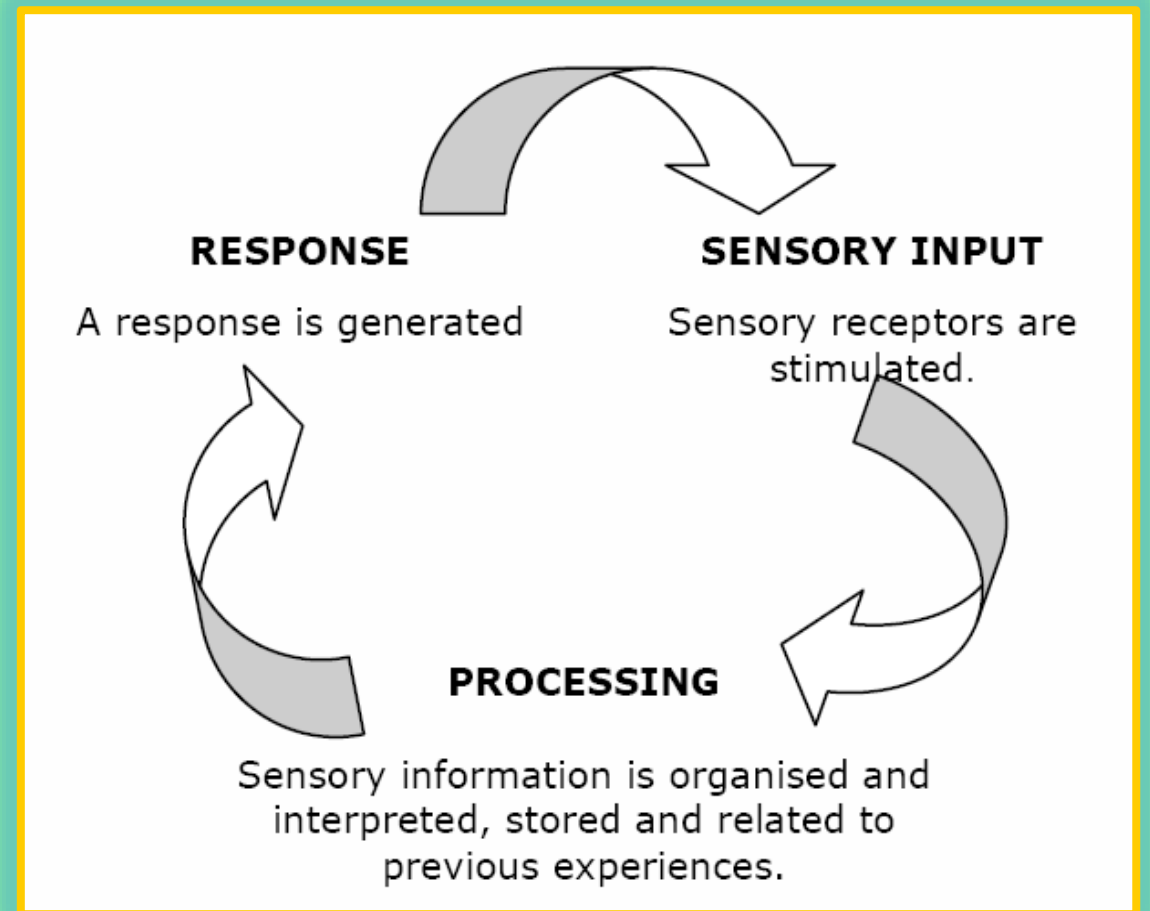 RESPONSE
A response is generated
SENSORY INPUT
Sensory receptors are
stimulated.
PROCESSING
Sensory information is organised and
interpreted, stored and related to
previous experiences.